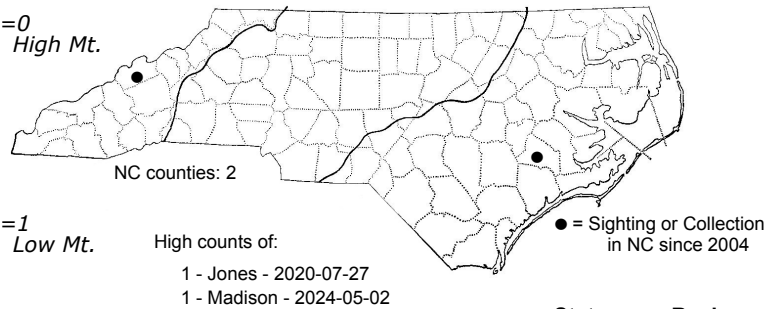 =0
High Mt.
NC counties: 2
=1
Low Mt.
High counts of:
1 - Jones - 2020-07-27
1 - Madison - 2024-05-02
● = Sighting or Collection
in NC since 2004